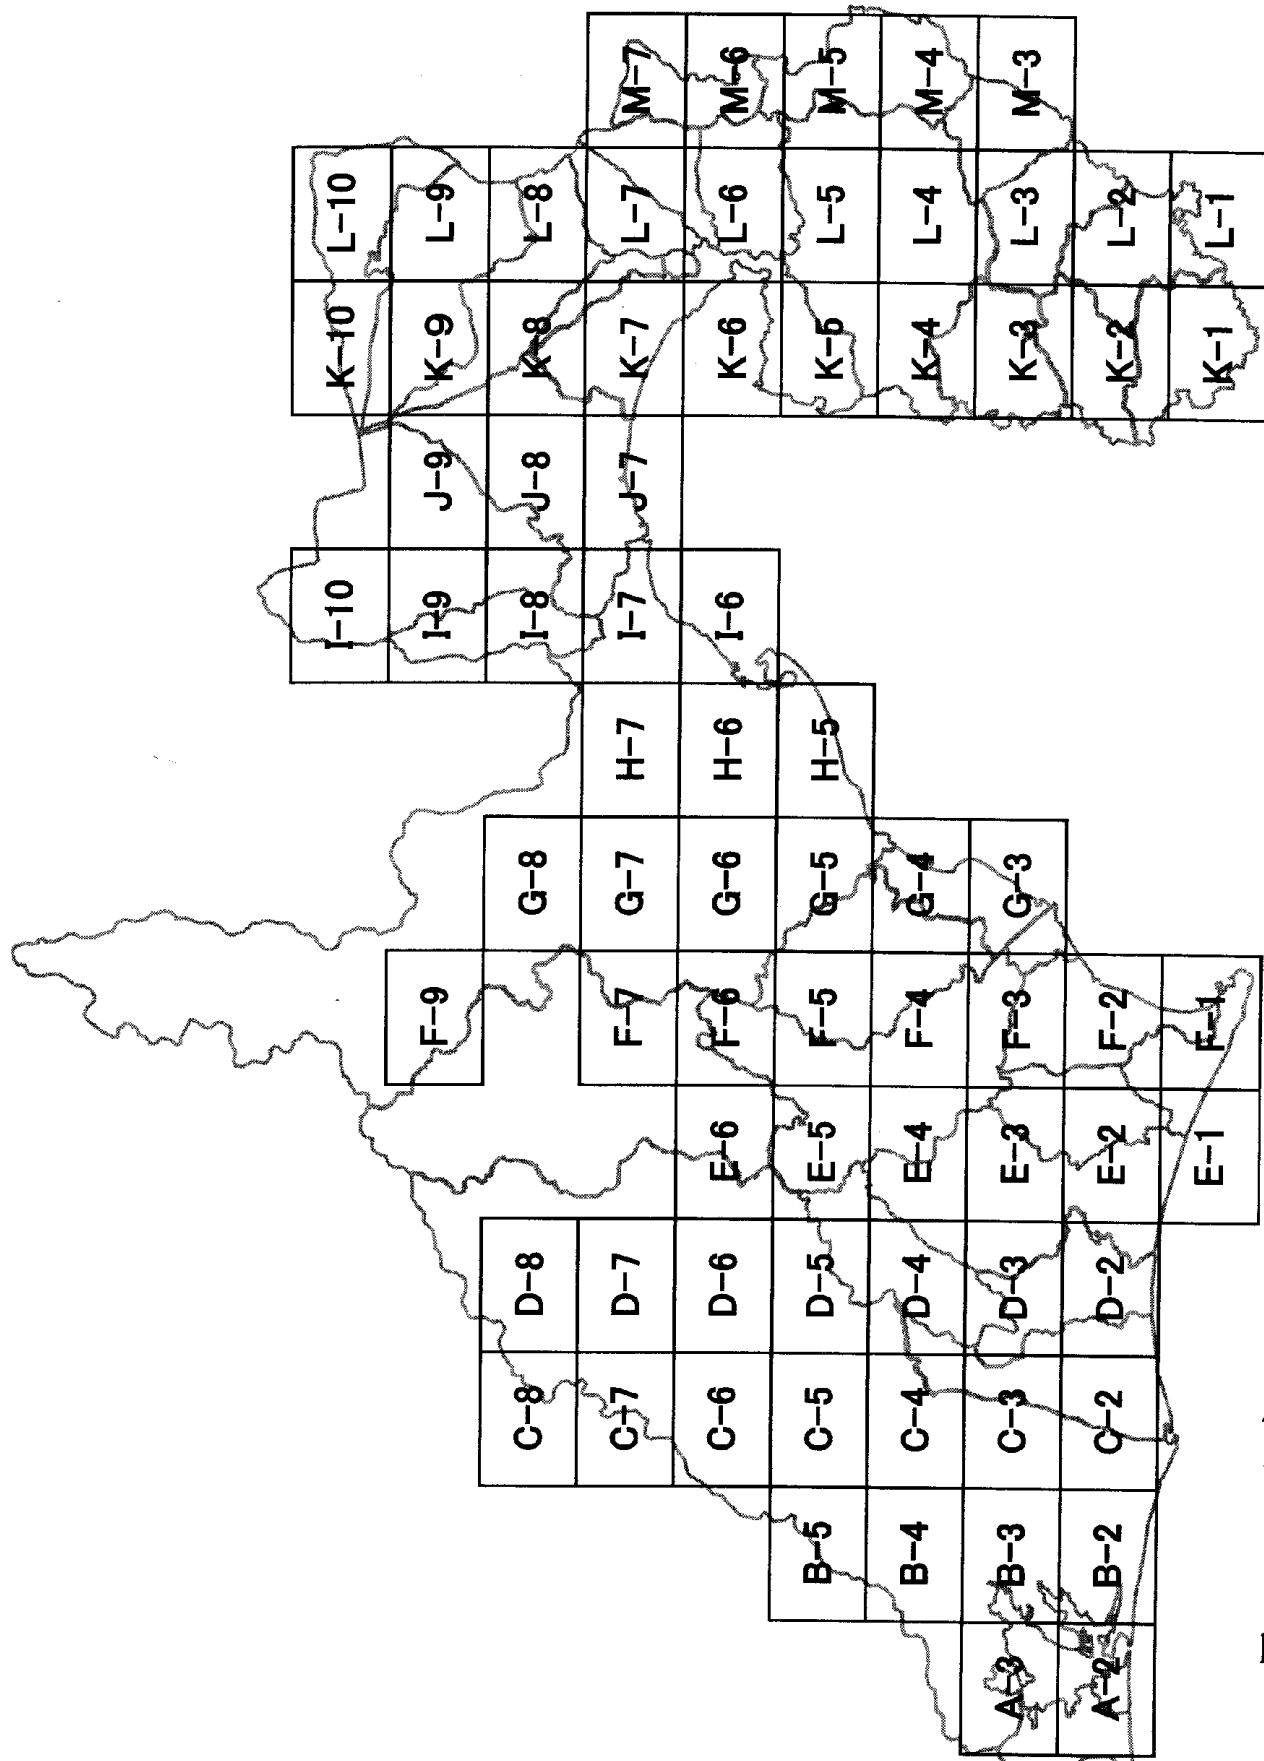 I-10 K-10 L-10
F-9 I-9 J-9 K-9 L-9
C-8 D-8 G-8 I-8 J-8 K-8 L-8
C-7 D-7 F-7 G-7 H-7 I-7 J-7 K-7 L-7 M-7
C-6 D-6 E-6 F-6 G-6 H-6 I-6 K-6 L-6 M-6
B-5 C-5 D-5 E-5 F-5 G-5 H-5 K-5 L-5 M-5
B-4 C-4 D-4 E-4 F-4 G-4 K-4 L-4 M-4
A-3 B-3 C-3 D-3 E-3 F-3 G-3 K-3 L-3 M-3
A-2 B-2 C-2 D-2 E-2 F-2 K-2 L-2
E-1 F-1 K-1 L-1